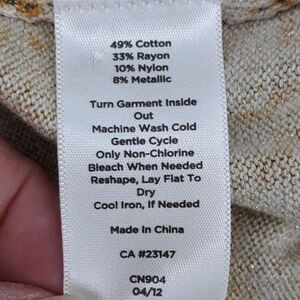 49% Cotton
33% Rayon
10% Nylon
8% Metallic
Turn Garment Inside
Out
Machine Wash Cold
Gentle Cycle
Only Non-Chlorine
Bleach When Needed
Reshape, Lay Flat To
Dry
Cool Iron, If Needed
Made In China
CA #23147
CN904
04/12